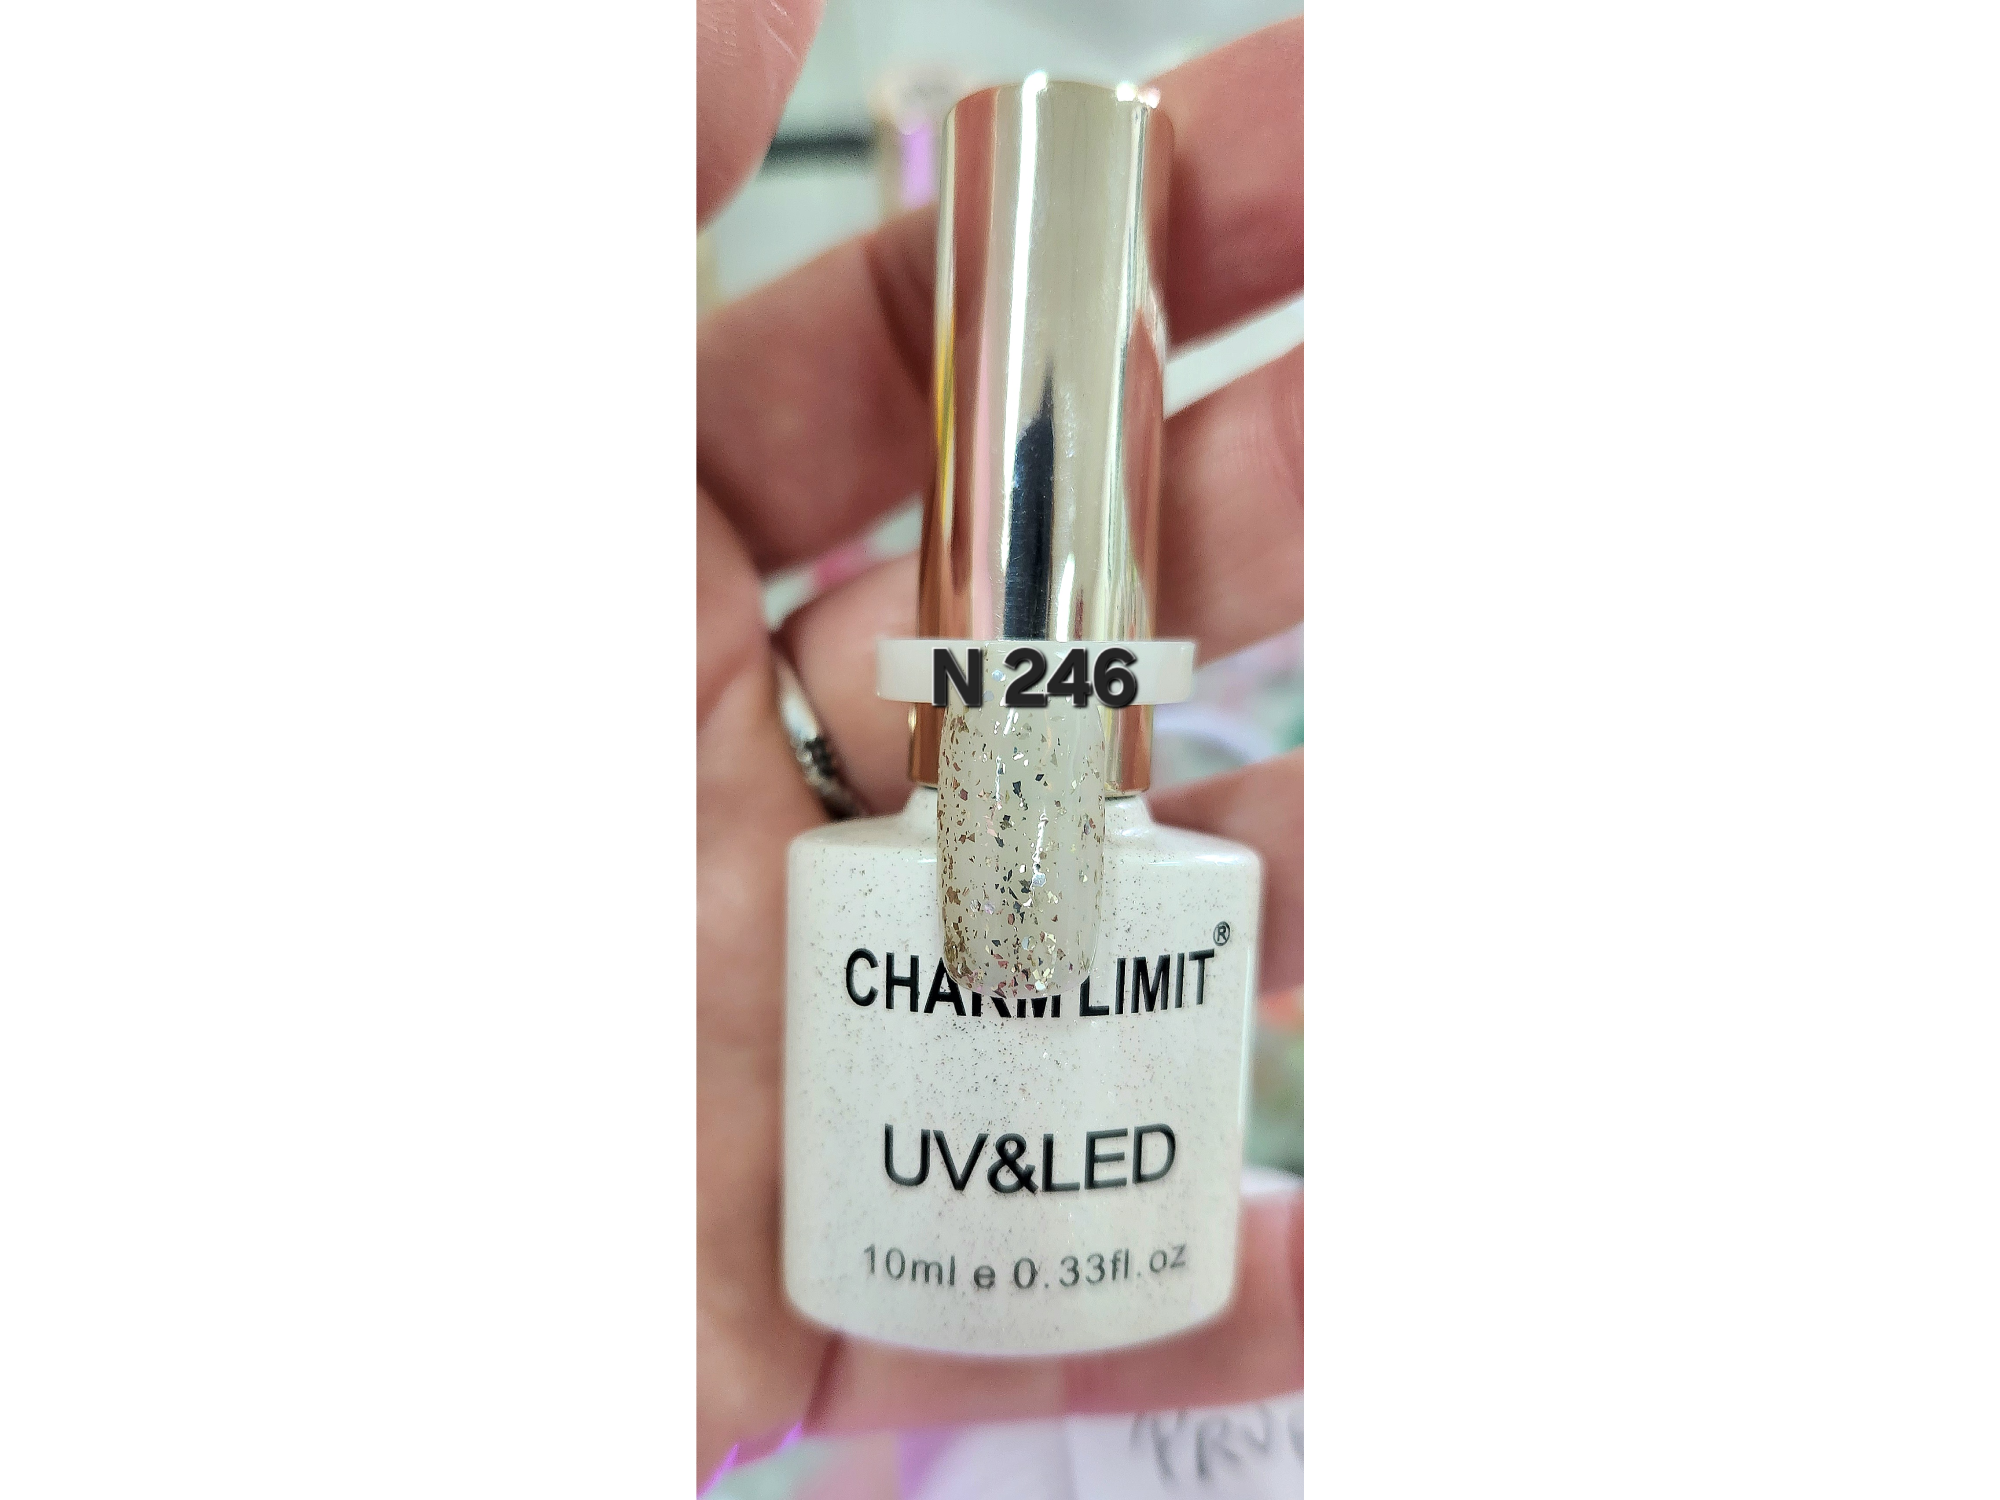 N 246
CHARM LIMIT®
UV&LED
10ml e 0.33fl.oz